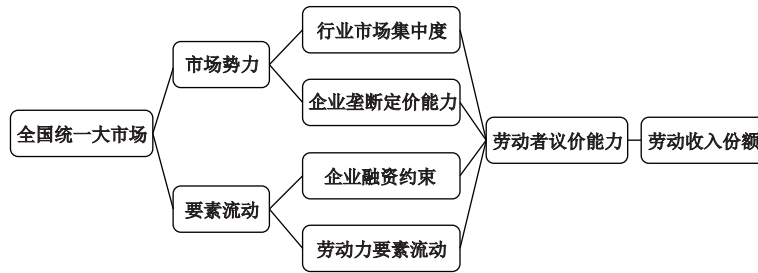 行业市场集中度
市场势力
企业垄断定价能力
全国统一大市场
劳动者议价能力
劳动收入份额
企业融资约束
要素流动
劳动力要素流动